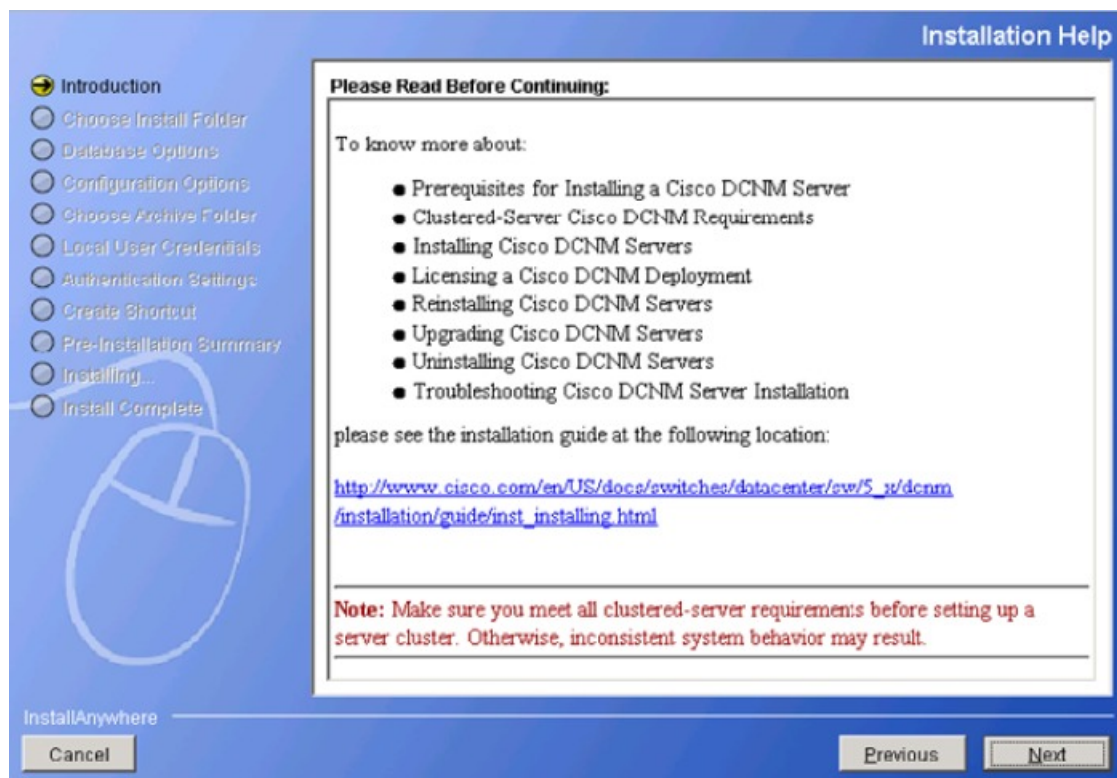 Installation Help
Introduction
Choose Install Folder
Database Options
Configuration Options
Choose Archive Folder
Local User Credentials
Authentication Settings
Create Shortcut
Pre-Installation Summary
Installing...
Install Complete
Please Read Before Continuing:
To know more about:
Prerequisites for Installing a Cisco DCNM Server
Clustered-Server Cisco DCNM Requirements
Installing Cisco DCNM Servers
Licensing a Cisco DCNM Deployment
Reinstalling Cisco DCNM Servers
Upgrading Cisco DCNM Servers
Uninstalling Cisco DCNM Servers
Troubleshooting Cisco DCNM Server Installation
please see the installation guide at the following location:
http://www.cisco.com/en/US/docs/switches/datacenter/sw/5_x/dcnm
/installation/guide/inst_installing.html
Note: Make sure you meet all clustered-server requirements before setting up a
server cluster. Otherwise, inconsistent system behavior may result.
InstallAnywhere
Cancel
Previous
Next